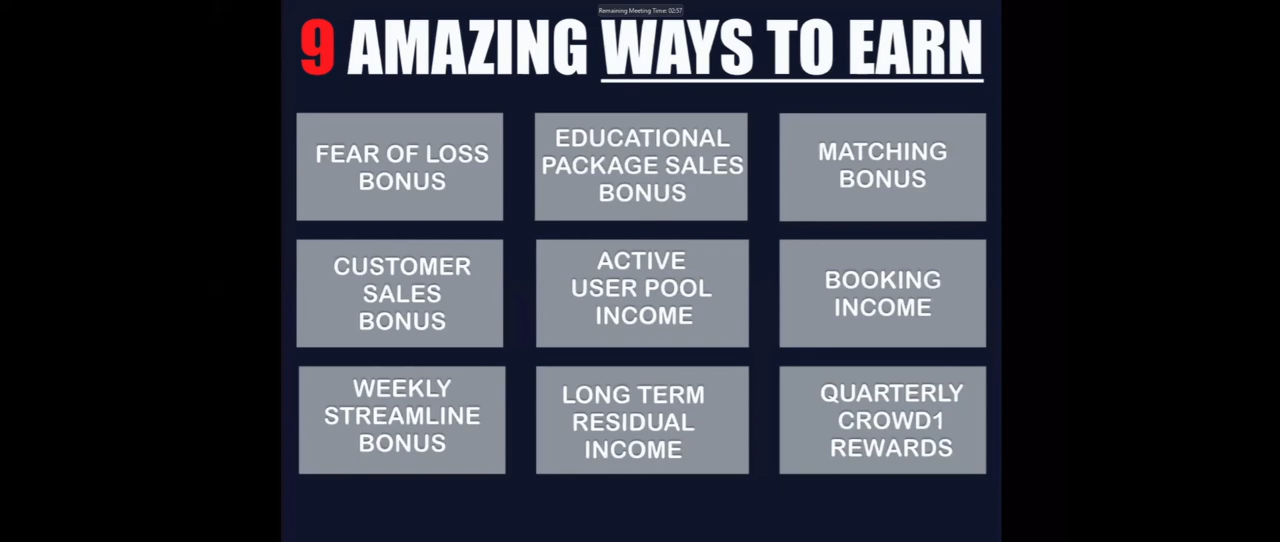 Remaining Meeting Time: 02:57
9 AMAZING WAYS TO EARN
FEAR OF LOSS
BONUS
EDUCATIONAL
PACKAGE SALES
BONUS
MATCHING
BONUS
CUSTOMER
SALES
BONUS
ACTIVE
USER POOL
INCOME
BOOKING
INCOME
WEEKLY
STREAMLINE
BONUS
LONG TERM
RESIDUAL
INCOME
QUARTERLY
CROWD1
REWARDS